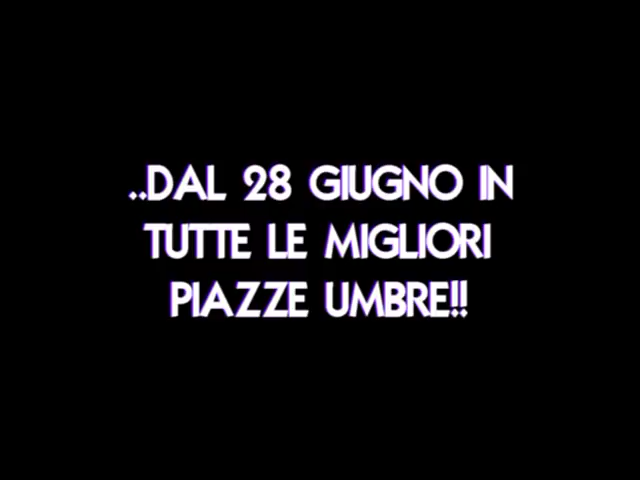 ..DAL 28 GIUGNO IN
TUTTE LE MIGLIORI
PIAZZE UMBRE!!